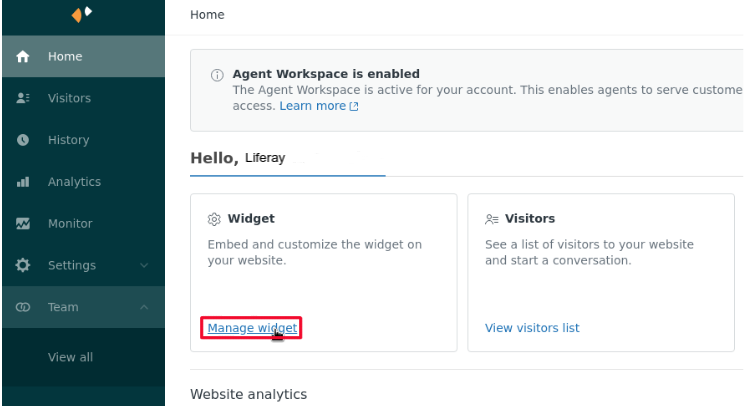 Home
Home
Visitors
History
Analytics
Monitor
Settings
Team
View all
Agent Workspace is enabled
The Agent Workspace is active for your account. This enables agents to serve custome
access. Learn more
Hello, Liferay
Widget
Embed and customize the widget on
your website.
Manage widget
Visitors
See a list of visitors to your website
and start a conversation.
View visitors list
Website analytics